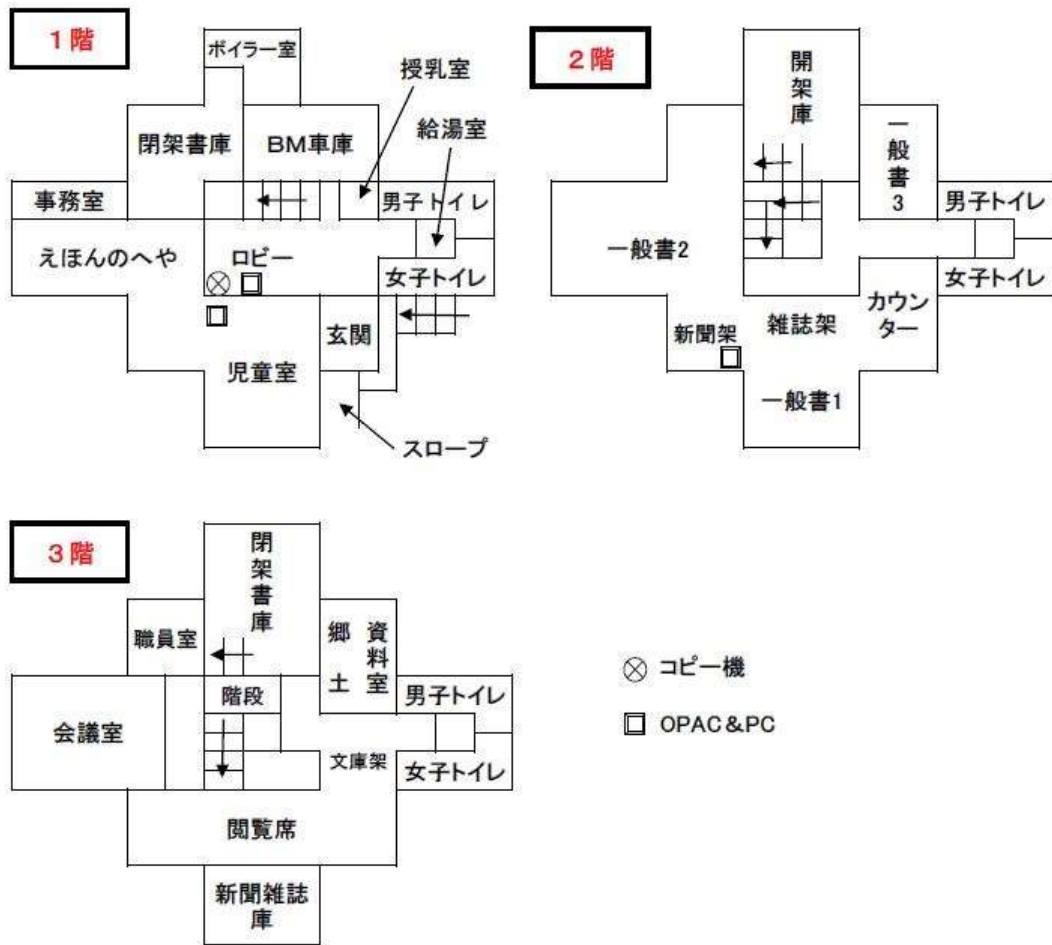 1階
ボイラー室
授乳室
給湯室
閉架書庫
BM車庫
事務室
男子トイレ
えほんのへや
ロビー
女子トイレ
玄関
児童室
スロープ
2階
開架庫
一般書3
男子トイレ
一般書2
女子トイレ
カウンター
雑誌架
新聞架
一般書1
3階
閉架書庫
職員室
郷土資料室
階段
男子トイレ
会議室
文庫架
女子トイレ
閲覧席
新聞雑誌庫
コピー機
OPAC&PC